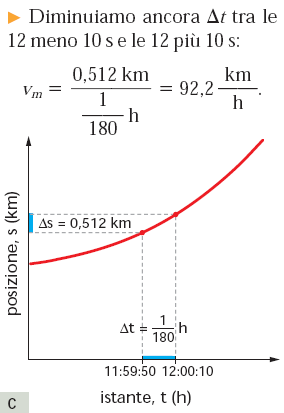 ► Diminuiamo ancora Δt tra le
12 meno 10 s e le 12 più 10 s:
vₘ = 0,512 km / (1/180 h) = 92,2 km/h.
posizione, s (km)
Δs = 0,512 km
Δt = 1/180 h
11:59:50 12:00:10
istante, t (h)
C